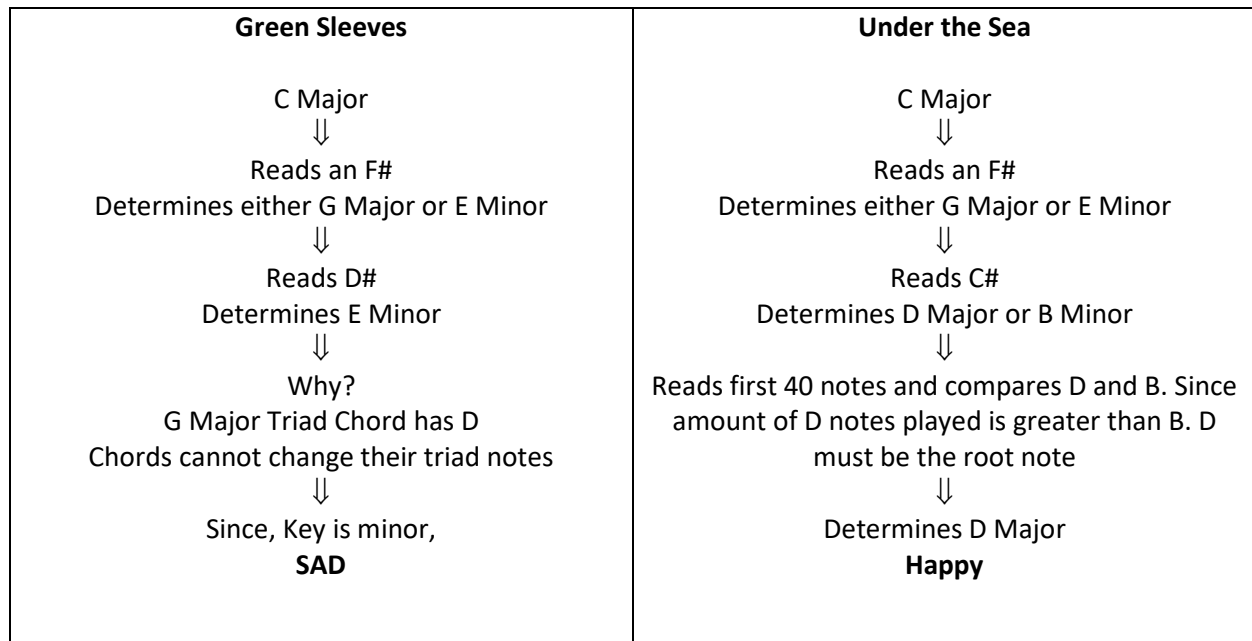 Green Sleeves
C Major
⇓
Reads an F#
Determines either G Major or E Minor
⇓
Reads D#
Determines E Minor
⇓
Why?
G Major Triad Chord has D
Chords cannot change their triad notes
⇓
Since, Key is minor,
SAD
Under the Sea
C Major
⇓
Reads an F#
Determines either G Major or E Minor
⇓
Reads C#
Determines D Major or B Minor
⇓
Reads first 40 notes and compares D and B. Since
amount of D notes played is greater than B. D
must be the root note
⇓
Determines D Major
Happy